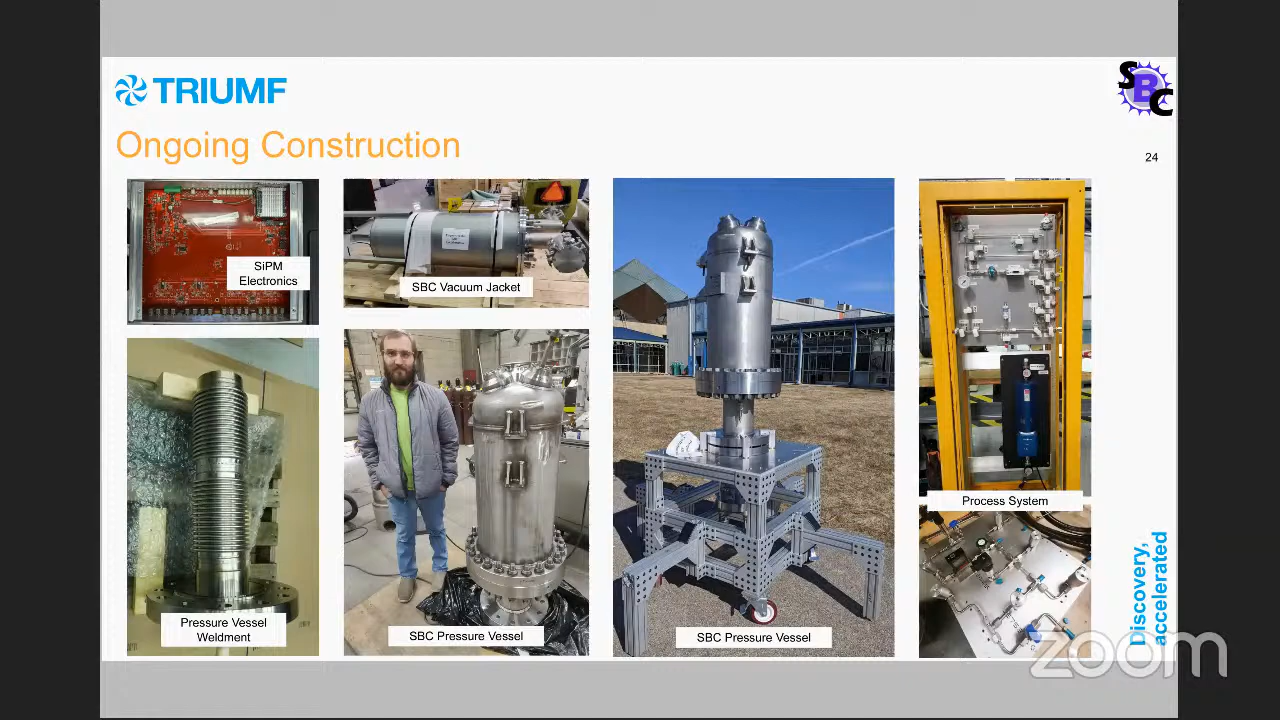 TRIUMF
SBC
Ongoing Construction
24
SiPM
Electronics
SBC Vacuum Jacket
Pressure Vessel
Weldment
SBC Pressure Vessel
SBC Pressure Vessel
Process System
Discovery,
accelerated
zoom